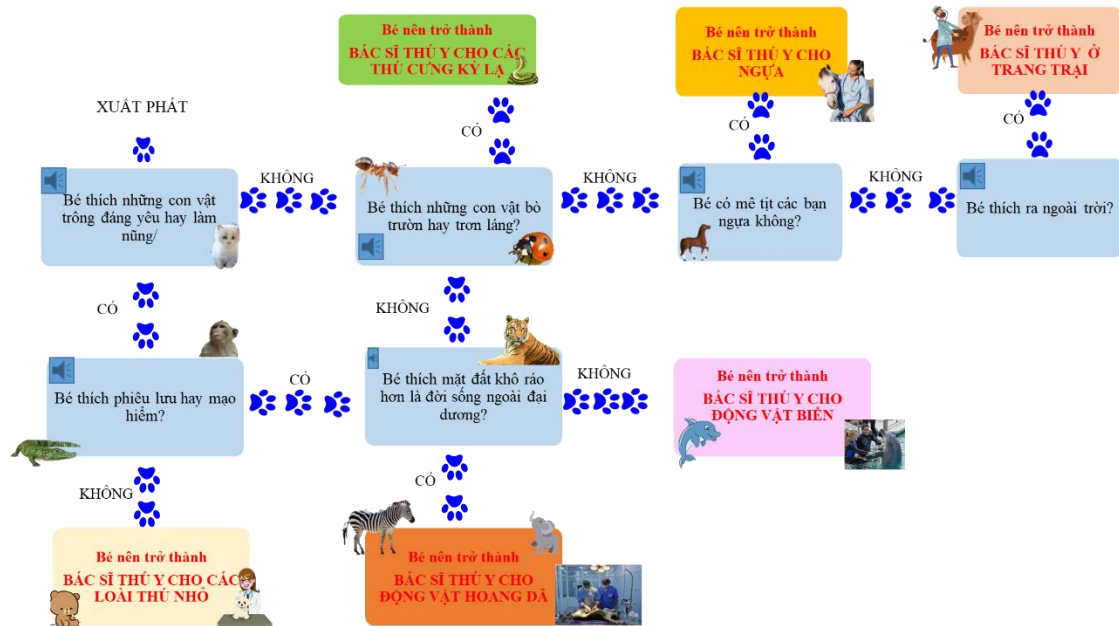 Bé nên trở thành
BÁC SĨ THÚ Y CHO CÁC
THÚ CƯNG KỲ LẠ
Bé nên trở thành
BÁC SĨ THÚ Y CHO
NGỰA
Bé nên trở thành
BÁC SĨ THÚ Y Ở
TRANG TRẠI
XUẤT PHÁT
CÓ
CÓ
CÓ
Bé thích những con vật
trông đáng yêu hay làm
nũng/
KHÔNG
Bé thích những con vật bò
trườn hay trơn láng?
KHÔNG
Bé có mê tịt các bạn
ngựa không?
KHÔNG
Bé thích ra ngoài trời?
CÓ
KHÔNG
Bé thích phiêu lưu hay mạo
hiểm?
CÓ
Bé thích mặt đất khô ráo
hơn là đời sống ngoài đại
dương?
KHÔNG
Bé nên trở thành
BÁC SĨ THÚ Y CHO
ĐỘNG VẬT BIỂN
KHÔNG
CÓ
Bé nên trở thành
BÁC SĨ THÚ Y CHO CÁC
LOÀI THÚ NHỎ
Bé nên trở thành
BÁC SĨ THÚ Y CHO
ĐỘNG VẬT HOANG DÃ